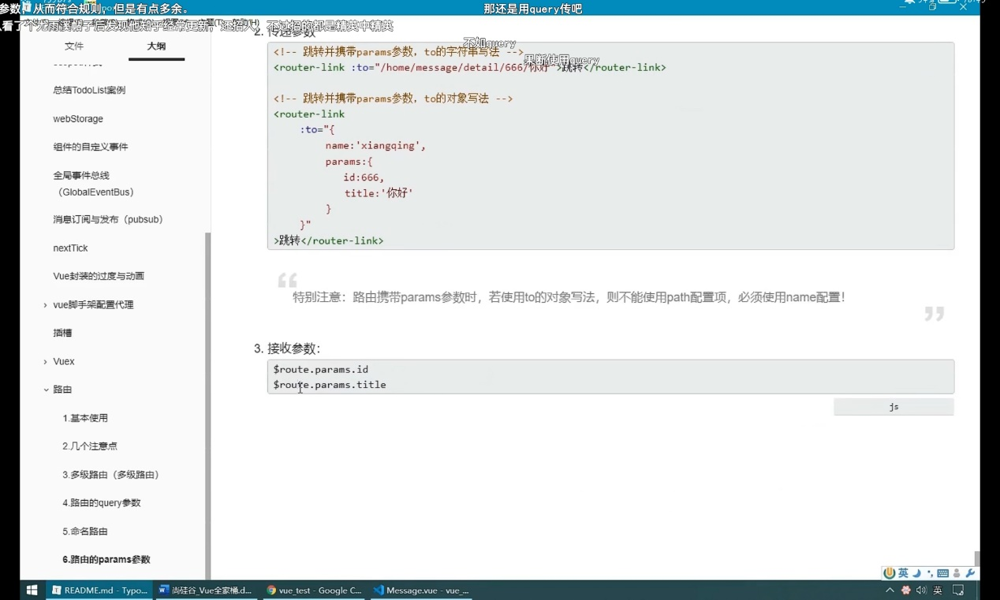 参数，从而符合规则，但是有点多余。
那还是用query传吧
不如query
果断使用query
文件
大纲
总结TodoList案例
webStorage
组件的自定义事件
全局事件总线
（GlobalEventBus）
消息订阅与发布（pubsub）
nextTick
Vue封装的过度与动画
vue脚手架配置代理
插槽
Vuex
路由
1.基本使用
2.几个注意点
3.多级路由（多级路由）
4.路由的query参数
5.命名路由
6.路由的params参数
2. 传递参数
<!-- 跳转并携带params参数，to的字符串写法 -->
<router-link :to="/home/message/detail/666/你好">跳转</router-link>
<!-- 跳转并携带params参数，to的对象写法 -->
<router-link
:to="{
name:'xiangqing',
params:{
id:666,
title:'你好'
}
}"
>跳转</router-link>
特别注意：路由携带params参数时，若使用to的对象写法，则不能使用path配置项，必须使用name配置！
3. 接收参数：
$route.params.id
$route.params.title
js
英
README.md - Typo...
尚硅谷_Vue全家桶.d...
vue_test - Google C...
Message.vue - vue_...
英